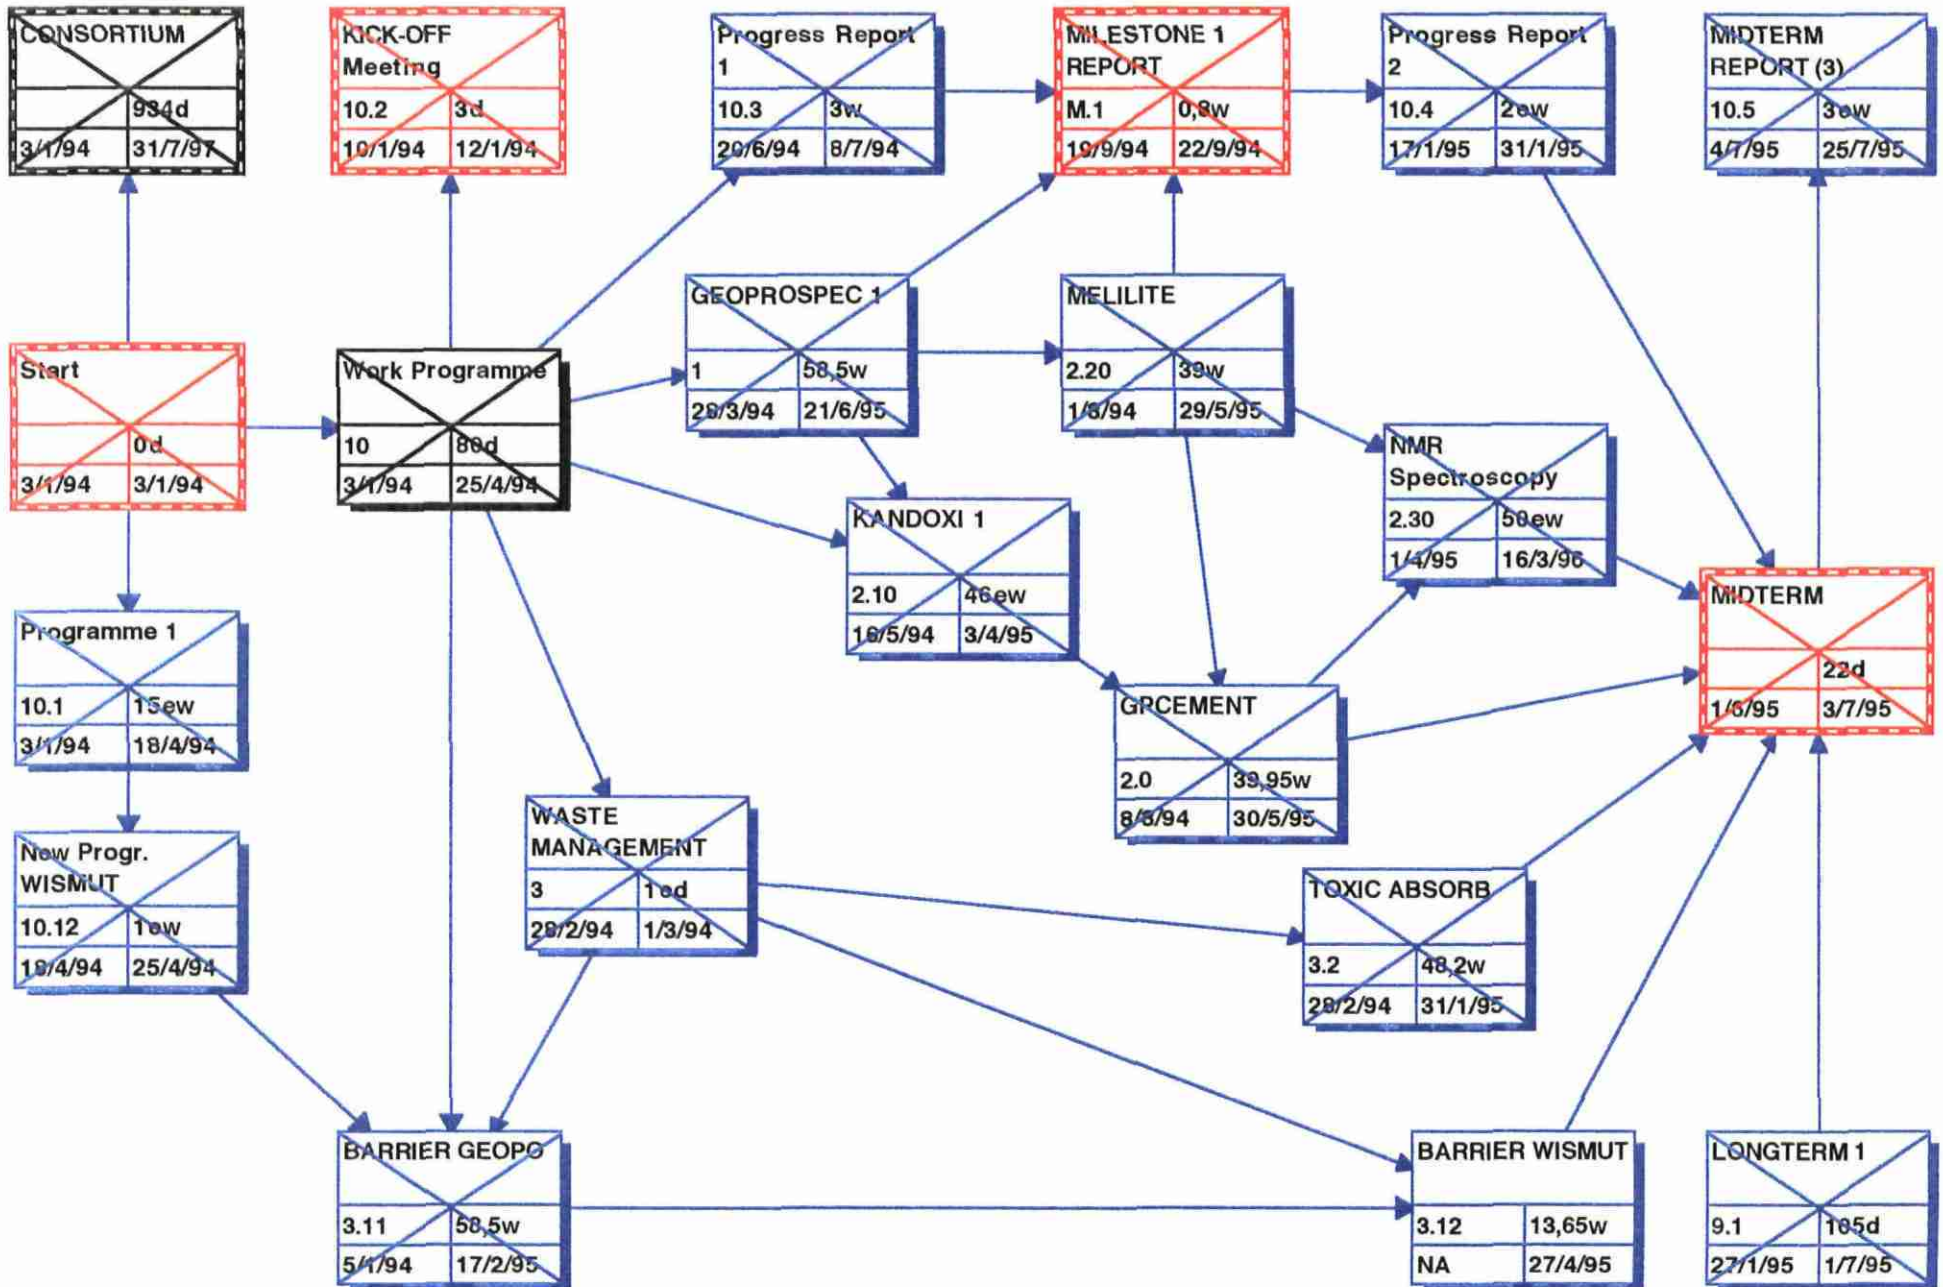 CONSORTIUM
934d
3/1/94 31/7/97
KICK-OFF
Meeting
10.2 3d
10/1/94 12/1/94
Progress Report
1
10.3 3w
20/6/94 8/7/94
MILESTONE 1
REPORT
M.1 0,8w
19/9/94 22/9/94
Progress Report
2
10.4 2ew
17/1/95 31/1/95
MIDTERM
REPORT (3)
10.5 3ew
4/7/95 25/7/95
Start
0d
3/1/94 3/1/94
Work Programme
10 80d
3/1/94 25/4/94
GEOPROSPEC 1
1 58,5w
28/3/94 21/6/95
MELILITE
2.20 39w
29/5/95
NMR
Spectroscopy
2.30 50ew
16/3/96
KANDOXI 1
2.10 46ew
16/5/94 3/4/95
Programme 1
10.1 15ew
3/1/94 18/4/94
GPCEMENT
2.0 39,95w
30/5/95
MIDTERM
22d
1/6/95 3/7/95
WASTE
MANAGEMENT
3 1ed
28/2/94 1/3/94
New Progr.
WISMUT
10.12 1ew
18/4/94 25/4/94
TOXIC ABSORB
3.2 48,2w
28/2/94 31/1/95
BARRIER GEOPO
3.11 58,5w
5/1/94 17/2/95
BARRIER WISMUT
3.12 13,65w
NA 27/4/95
LONGTERM 1
9.1 105d
27/1/95 1/7/95